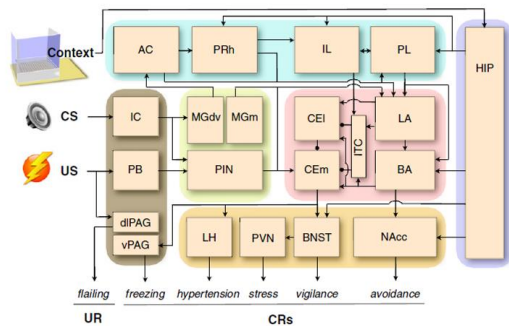 Context AC PRh IL PL HIP
CS IC MGdv MGm CEl ITC LA
US PB PIN CEm BA
dlPAG
vPAG LH PVN BNST NAcc
flailing freezing hypertension stress vigilance avoidance
UR CRs